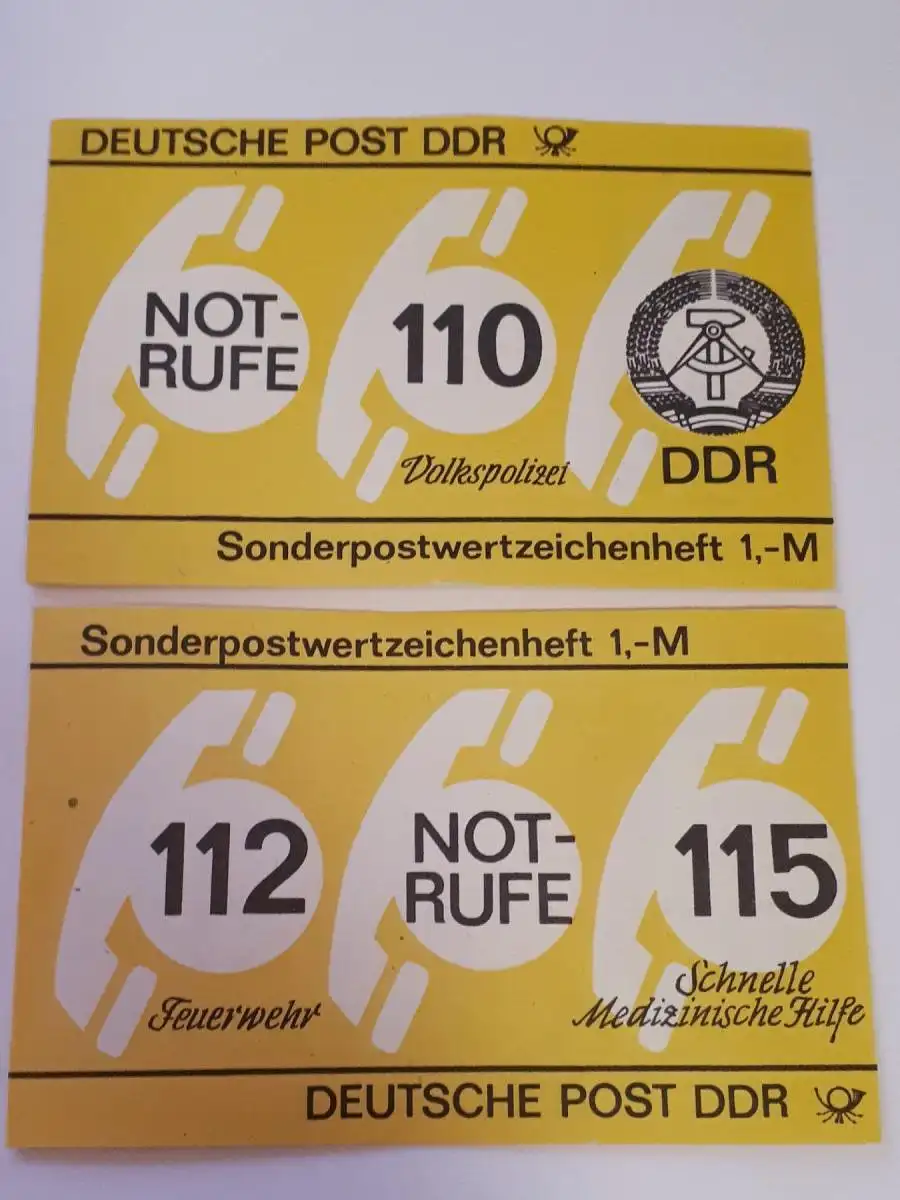 DEUTSCHE POST DDR
NOT-
RUFE
110
Volkspolizei
DDR
Sonderpostwertzeichenheft 1,-M
Sonderpostwertzeichenheft 1,-M
112
Feuerwehr
NOT-
RUFE
115
Schnelle
Medizinische Hilfe
DEUTSCHE POST DDR